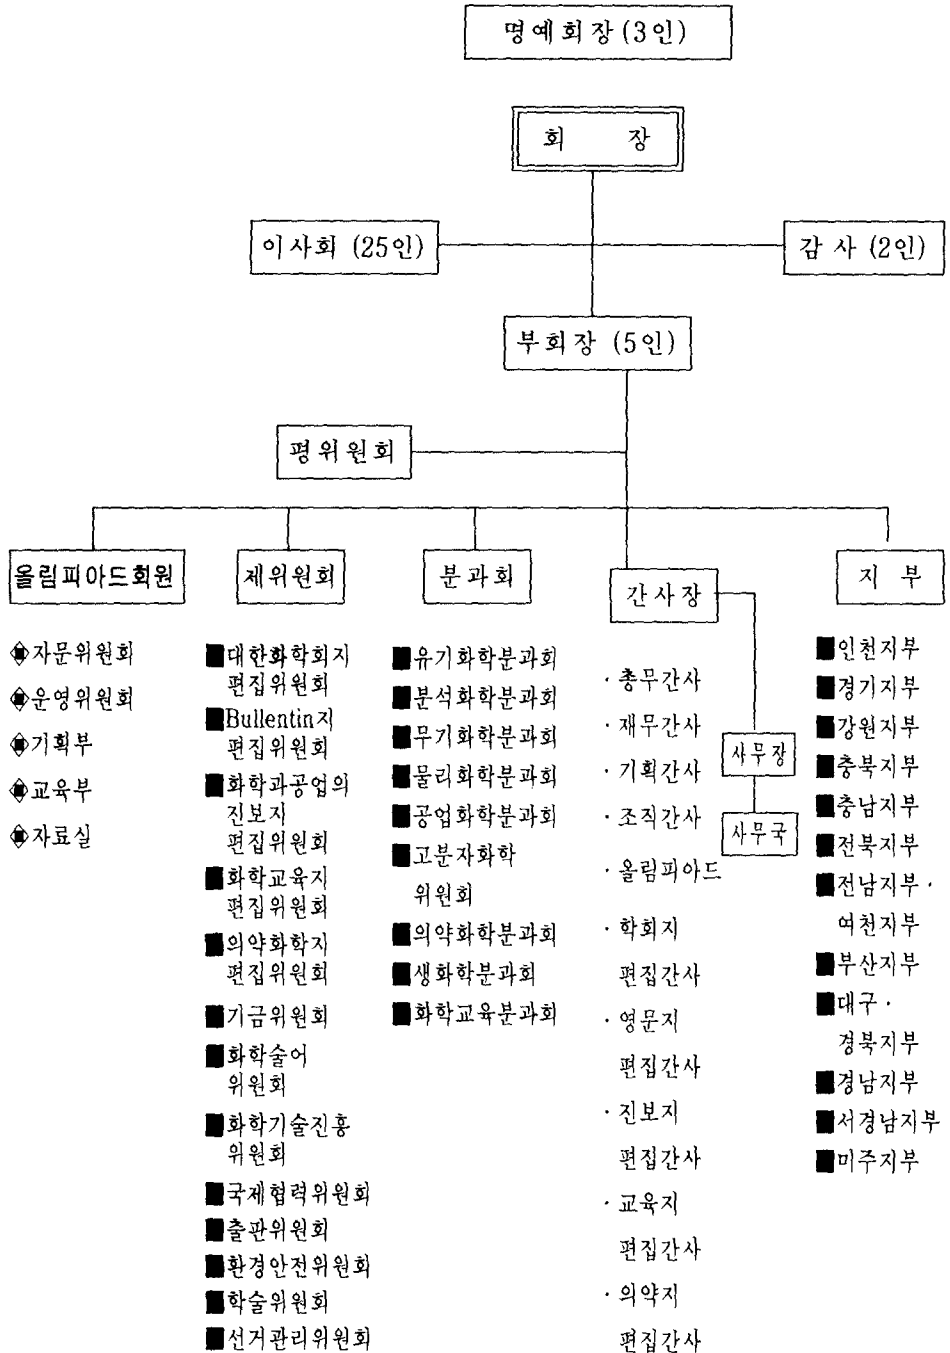 명예회장 (3인)
회 장
이사회 (25인)
감 사 (2인)
부회장 (5인)
평위원회
올림피아드회원
제위원회
분과회
간사장
지 부
◈자문위원회
◈운영위원회
◈기획부
◈교육부
◈자료실
■대한화학회지
편집위원회
■Bullentin지
편집위원회
■화학과공업의
진보지
편집위원회
■화학교육지
편집위원회
■의약화학지
편집위원회
■기금위원회
■화학술어
위원회
■화학기술진흥
위원회
■국제협력위원회
■출판위원회
■환경안전위원회
■학술위원회
■선거관리위원회
■유기화학분과회
■분석화학분과회
■무기화학분과회
■물리화학분과회
■공업화학분과회
■고분자화학
위원회
■의약화학분과회
■생화학분과회
■화학교육분과회
· 총무간사
· 재무간사
· 기획간사
· 조직간사
· 올림피아드
· 학회지
편집간사
· 영문지
편집간사
· 진보지
편집간사
· 교육지
편집간사
· 의약지
편집간사
사무장
사무국
■인천지부
■경기지부
■강원지부
■충북지부
■충남지부
■전북지부
■전남지부 ·
여천지부
■부산지부
■대구 ·
경북지부
■경남지부
■서경남지부
■미주지부